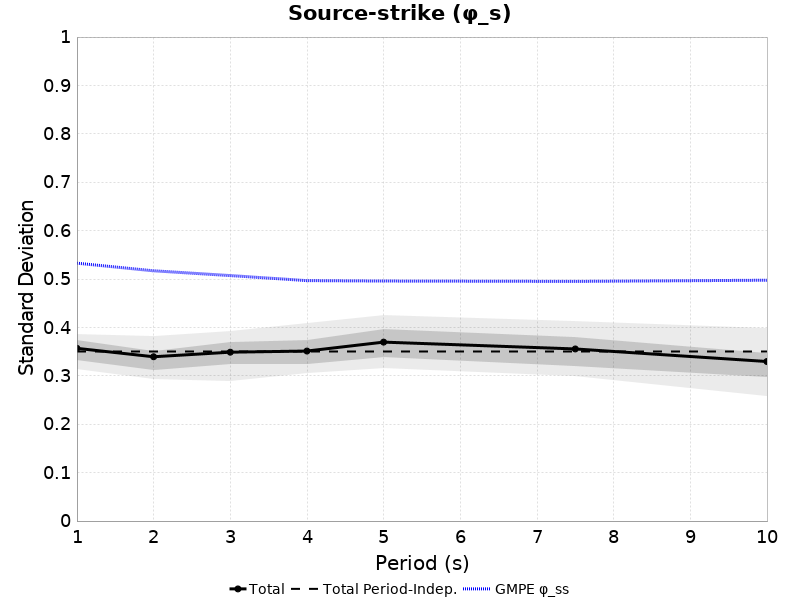 Source-strike (φ_s)
1
0.9
0.8
0.7
0.6
0.5
0.4
0.3
0.2
0.1
0
Standard Deviation
1 2 3 4 5 6 7 8 9 10
Period (s)
Total Total Period-Indep. GMPE φ_ss